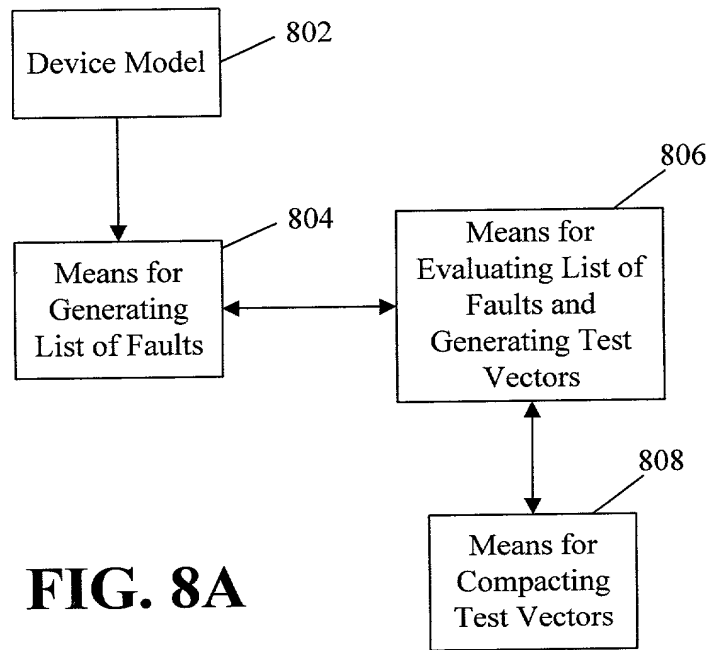 802
Device Model
806
804
Means for
Generating
List of Faults
Means for
Evaluating List of
Faults and
Generating Test
Vectors
808
Means for
Compacting
Test Vectors
FIG. 8A